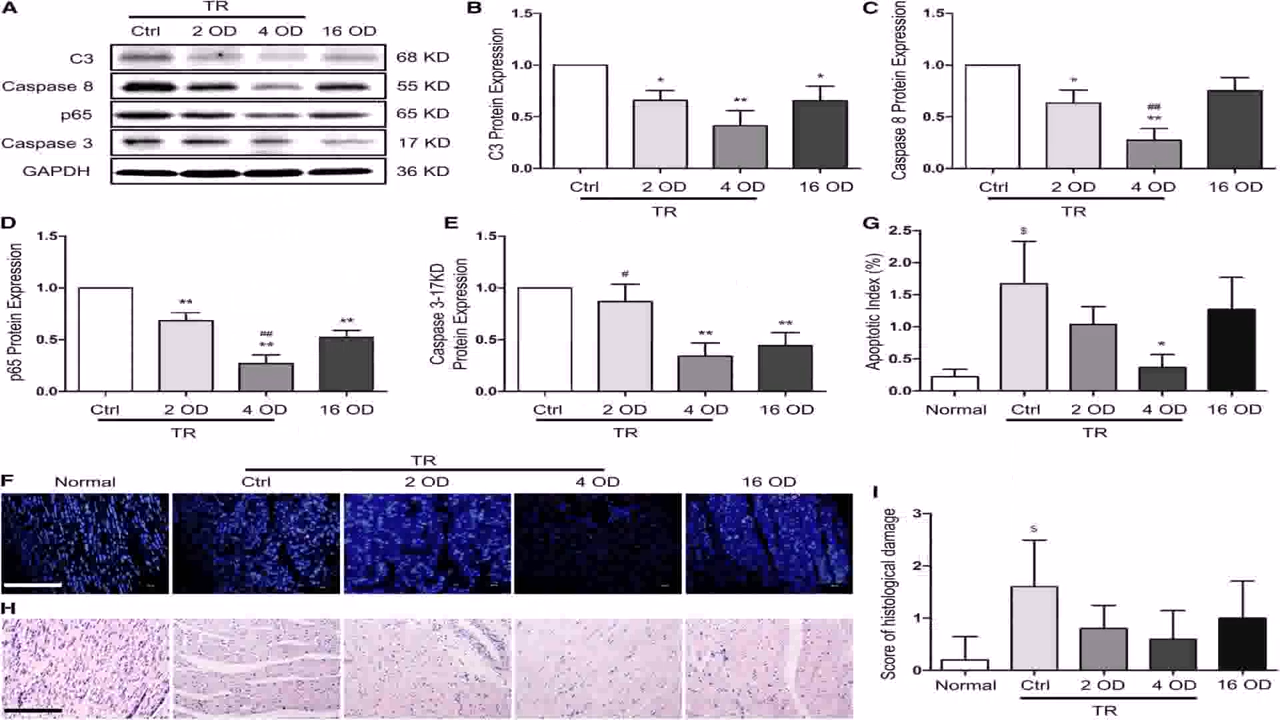 A
TR
Ctrl 2 OD 4 OD 16 OD
C3 68 KD
Caspase 8 55 KD
p65 65 KD
Caspase 3 17 KD
GAPDH 36 KD
B
C3 Protein Expression
1.5
1.0
0.5
0.0
Ctrl 2 OD 4 OD 16 OD
TR
* ** *
C
Caspase 8 Protein Expression
1.5
1.0
0.5
0.0
* ## **
Ctrl 2 OD 4 OD 16 OD
TR
D
p65 Protein Expression
1.5
1.0
0.5
0.0
** ## ** **
Ctrl 2 OD 4 OD 16 OD
TR
E
Caspase 3-17KD
Protein Expression
1.5
1.0
0.5
0.0
# ** **
Ctrl 2 OD 4 OD 16 OD
TR
G
Apoptotic Index (%)
2.5
2.0
1.5
1.0
0.5
0.0
$ *
Normal Ctrl 2 OD 4 OD 16 OD
TR
F
TR
Normal Ctrl 2 OD 4 OD 16 OD
H
I
Score of histological damage
3
2
1
0
$
Normal Ctrl 2 OD 4 OD 16 OD
TR